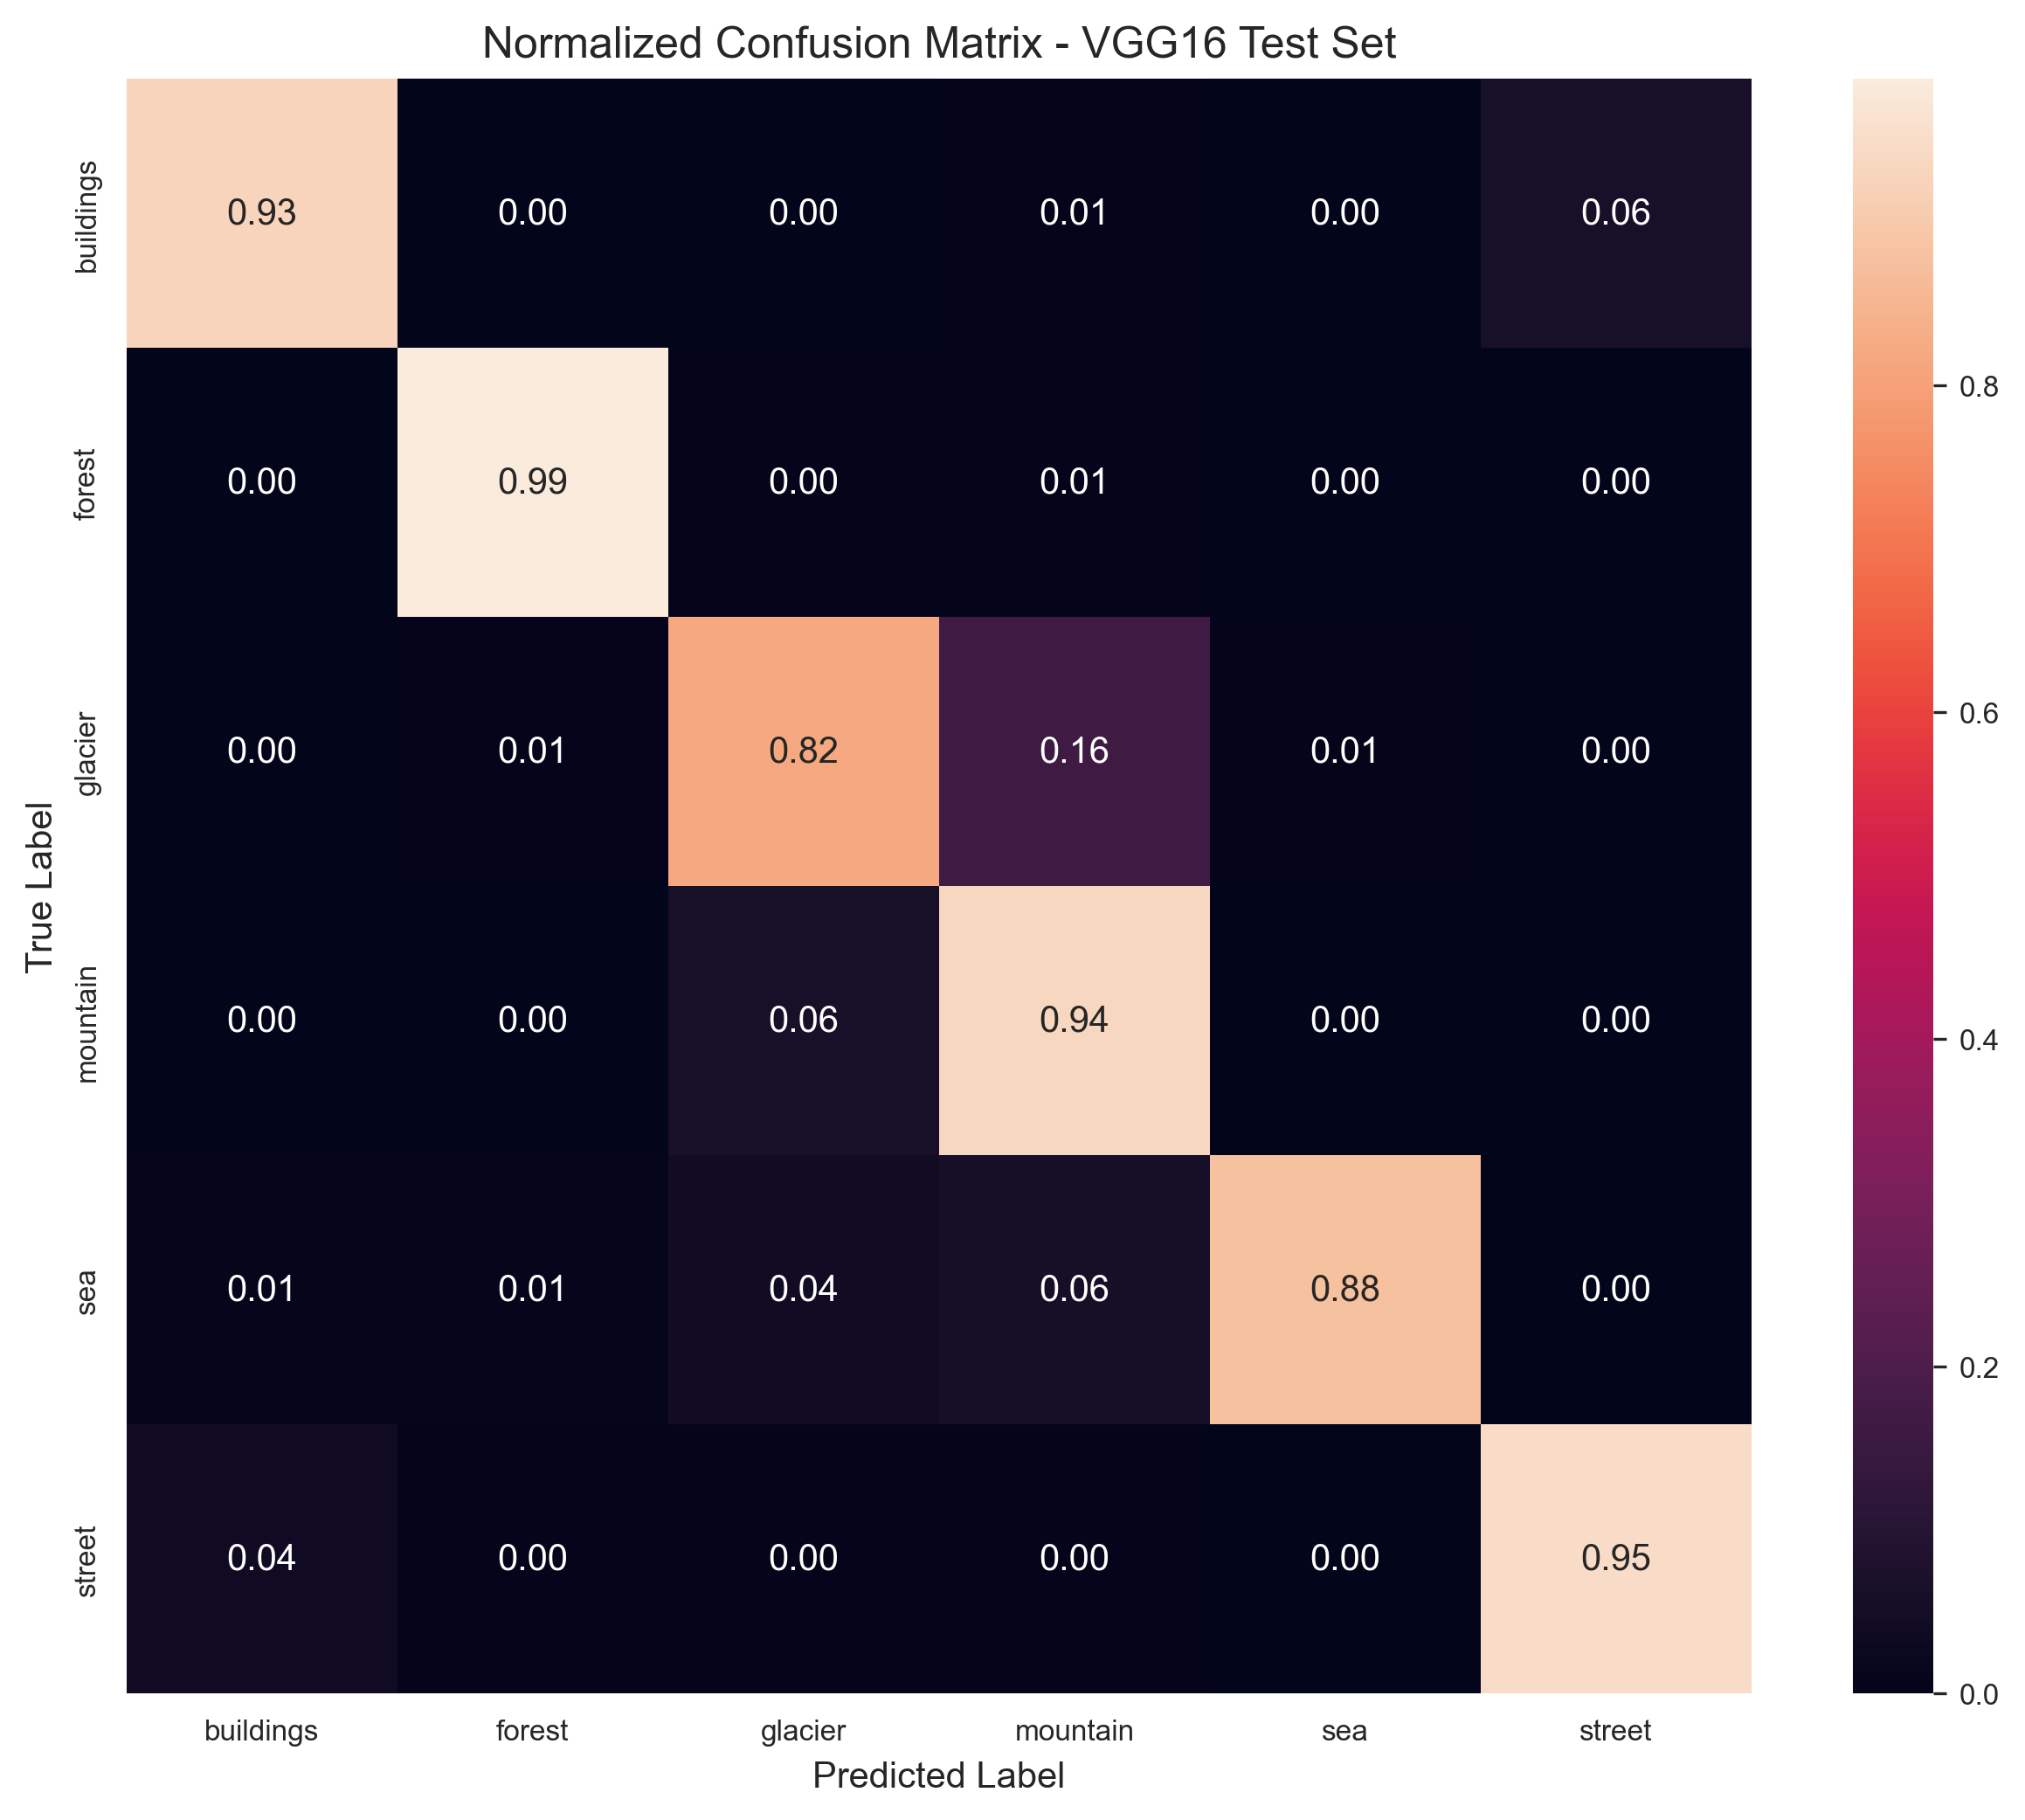 Normalized Confusion Matrix - VGG16 Test Set
buildings 0.93 0.00 0.00 0.01 0.00 0.06
forest 0.00 0.99 0.00 0.01 0.00 0.00
glacier 0.00 0.01 0.82 0.16 0.01 0.00
mountain 0.00 0.00 0.06 0.94 0.00 0.00
sea 0.01 0.01 0.04 0.06 0.88 0.00
street 0.04 0.00 0.00 0.00 0.00 0.95
buildings forest glacier mountain sea street
True Label
Predicted Label
0.8
0.6
0.4
0.2
0.0